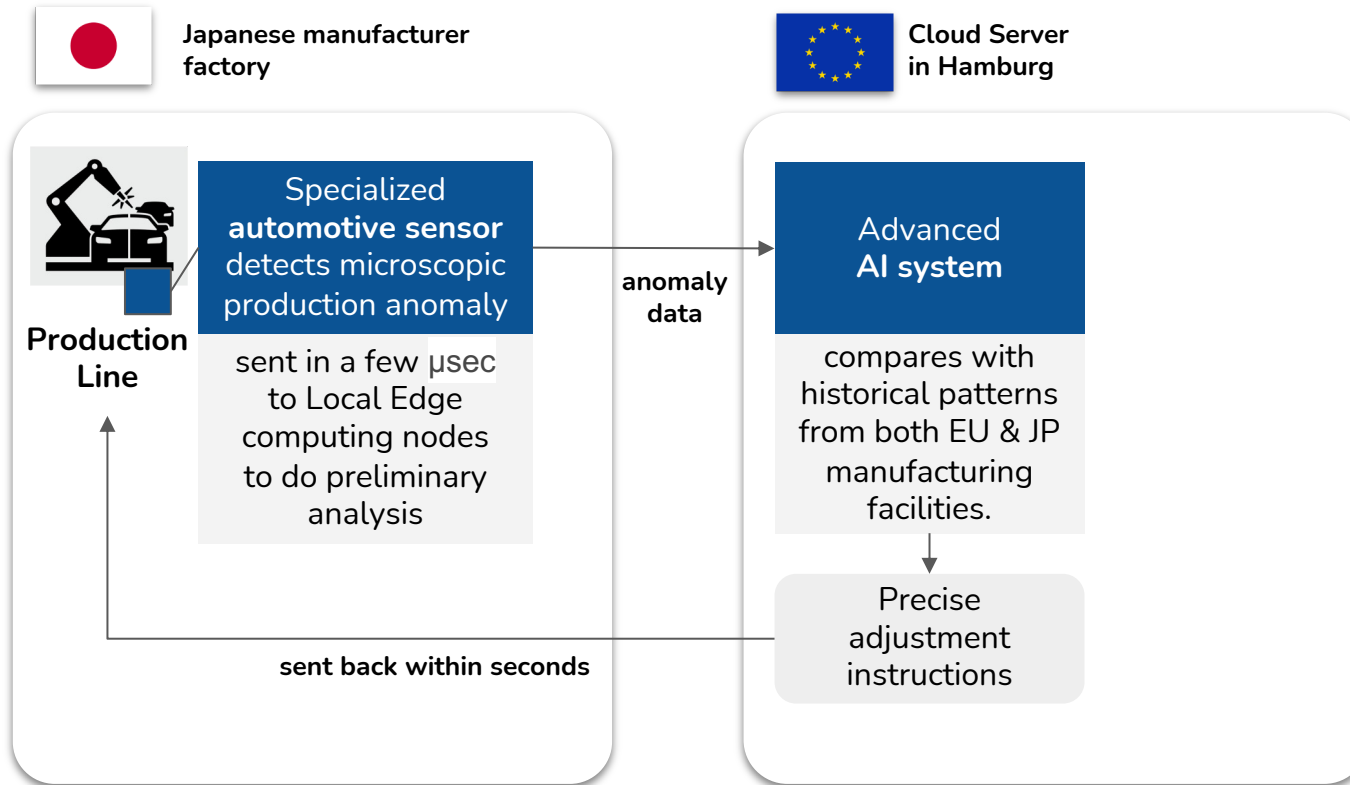 Japanese manufacturer
factory
Cloud Server
in Hamburg
Production
Line
Specialized
automotive sensor
detects microscopic
production anomaly
sent in a few μsec
to Local Edge
computing nodes
to do preliminary
analysis
anomaly
data
Advanced
AI system
compares with
historical patterns
from both EU & JP
manufacturing
facilities.
Precise
adjustment
instructions
sent back within seconds